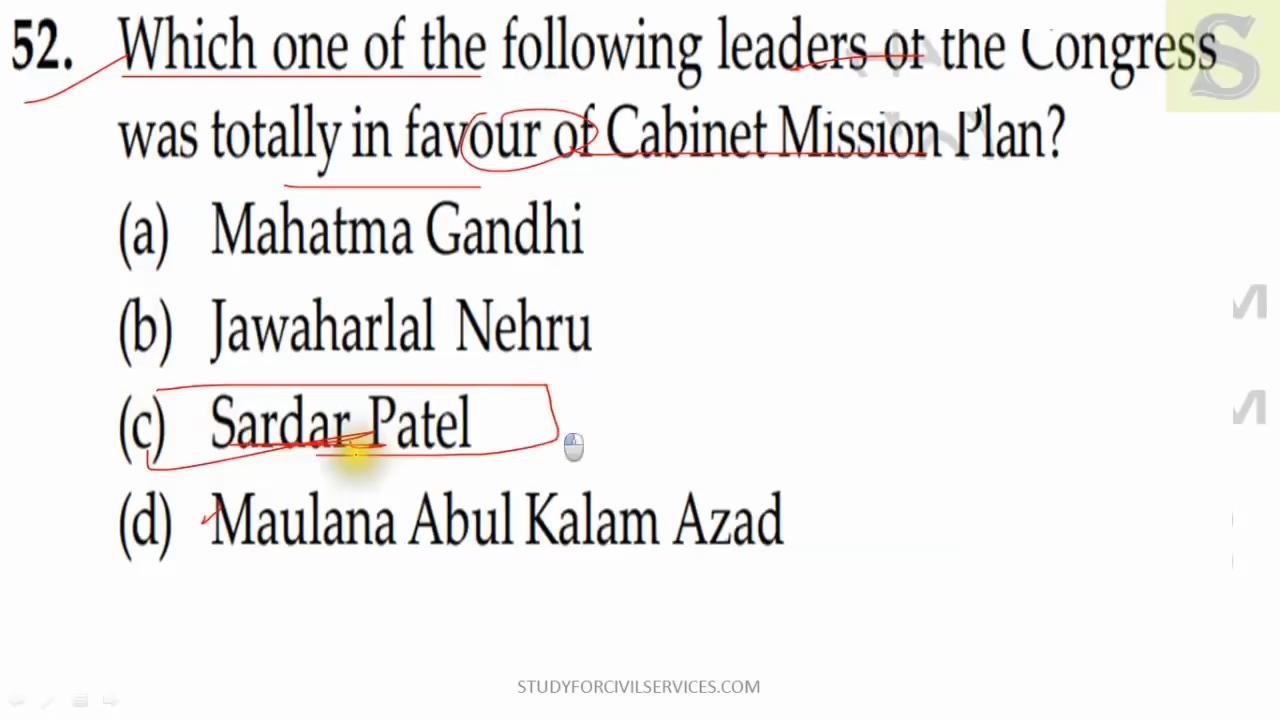 52. Which one of the following leaders of the Congress
was totally in favour of Cabinet Mission Plan?
(a) Mahatma Gandhi
(b) Jawaharlal Nehru
(c) Sardar Patel
(d) Maulana Abul Kalam Azad
S
M
M
STUDYFORCIVILSERVICES.COM